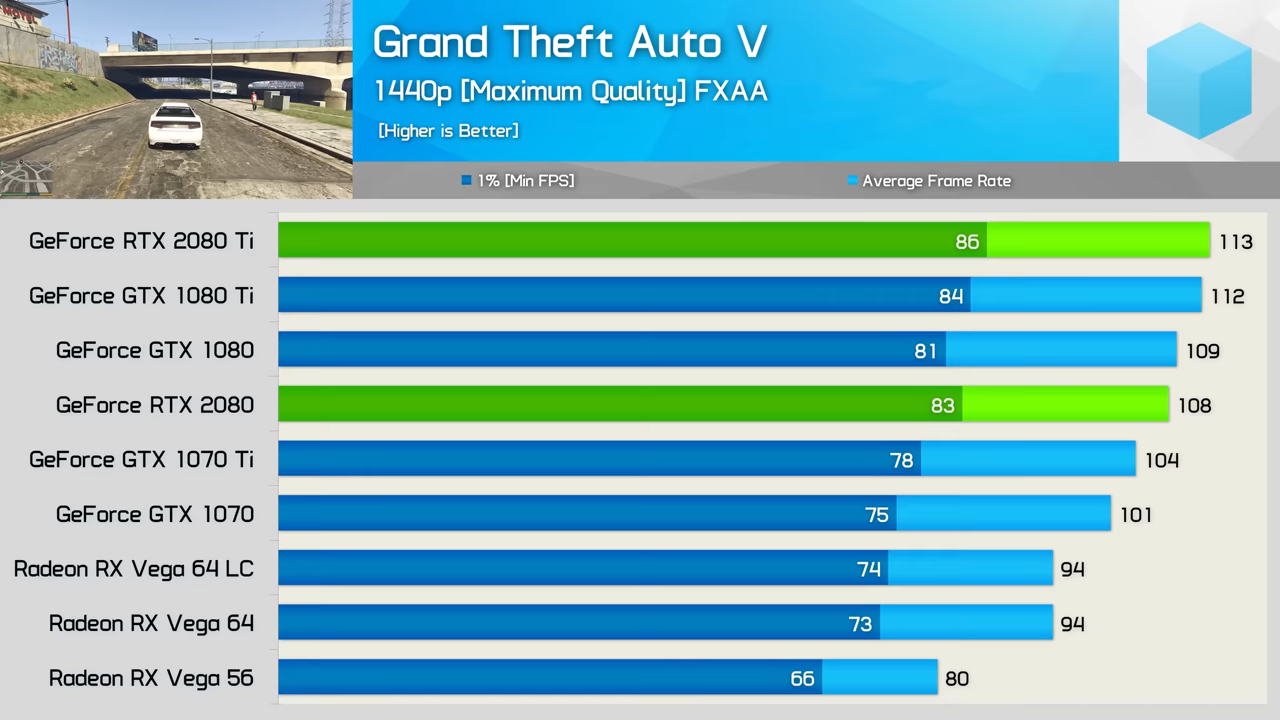 MOTEL
Grand Theft Auto V
1440p [Maximum Quality] FXAA
[Higher is Better]
1% [Min FPS]
Average Frame Rate
GeForce RTX 2080 Ti 86 113
GeForce GTX 1080 Ti 84 112
GeForce GTX 1080 81 109
GeForce RTX 2080 83 108
GeForce GTX 1070 Ti 78 104
GeForce GTX 1070 75 101
Radeon RX Vega 64 LC 74 94
Radeon RX Vega 64 73 94
Radeon RX Vega 56 66 80